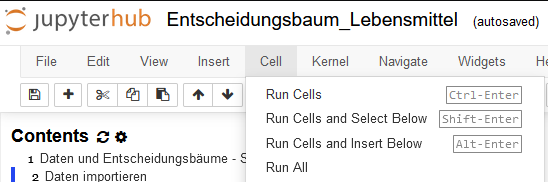 jupyterhub Entscheidungsbaum_Lebensmittel (autosaved)
File Edit View Insert Cell Kernel Navigate Widgets He
Run Cells Ctrl-Enter
Run Cells and Select Below Shift-Enter
Run Cells and Insert Below Alt-Enter
Run All
Contents
1 Daten und Entscheidungsbäume - S
2 Daten importieren